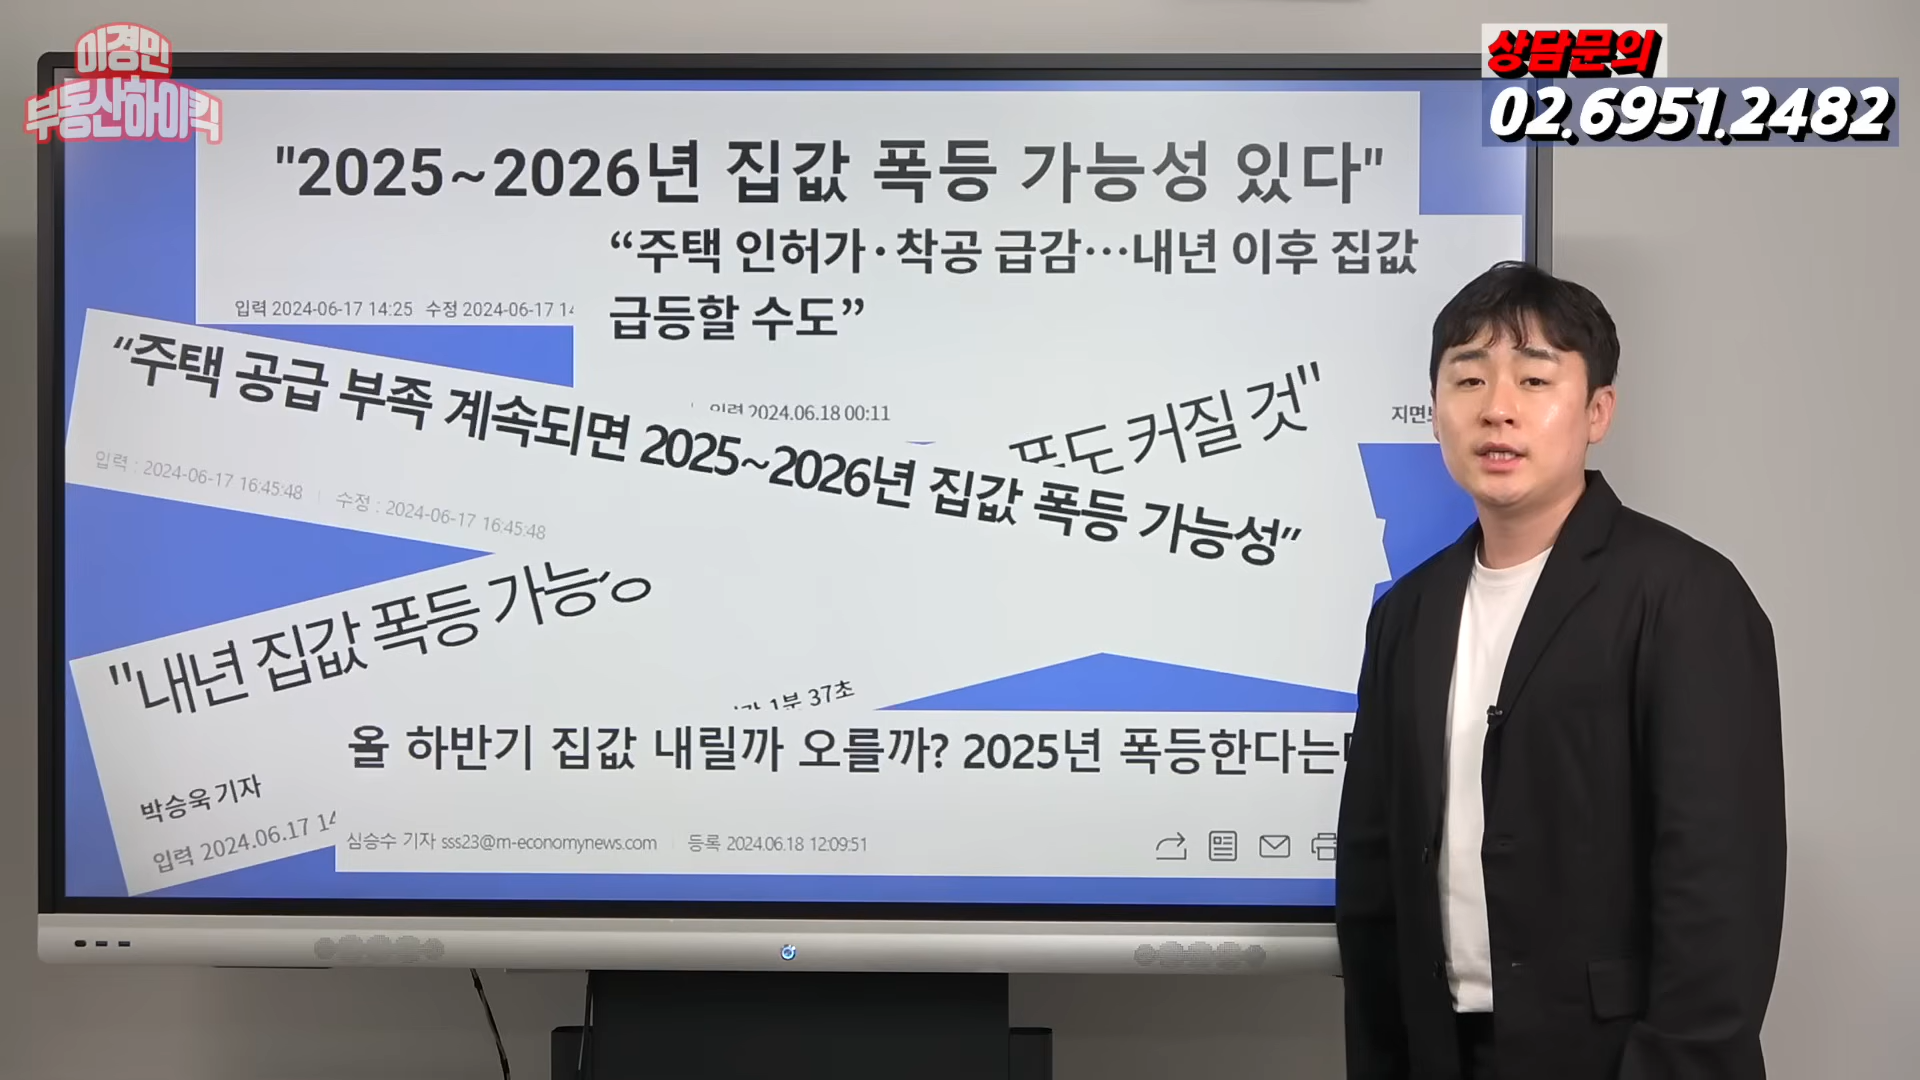 이경민
부동산하이킥
상담문의
02.6951.2482
"2025~2026년 집값 폭등 가능성 있다"
입력 2024-06-17 14:25 수정 2024-06-17 14
“주택 인허가·착공 급감…내년 이후 집값
급등할 수도”
입력 2024.06.18 00:11
지면
커질 것"
“주택 공급 부족 계속되면 2025~2026년 집값 폭등 가능성”
입력 : 2024-06-17 16:45:48 수정 : 2024-06-17 16:45:48
"내년 집값 폭등 가능
1분 37초
박승욱 기자
입력 2024.06.17 14
올 하반기 집값 내릴까 오를까? 2025년 폭등한다는
심승수 기자 sss23@m-economynews.com 등록 2024.06.18 12:09:51